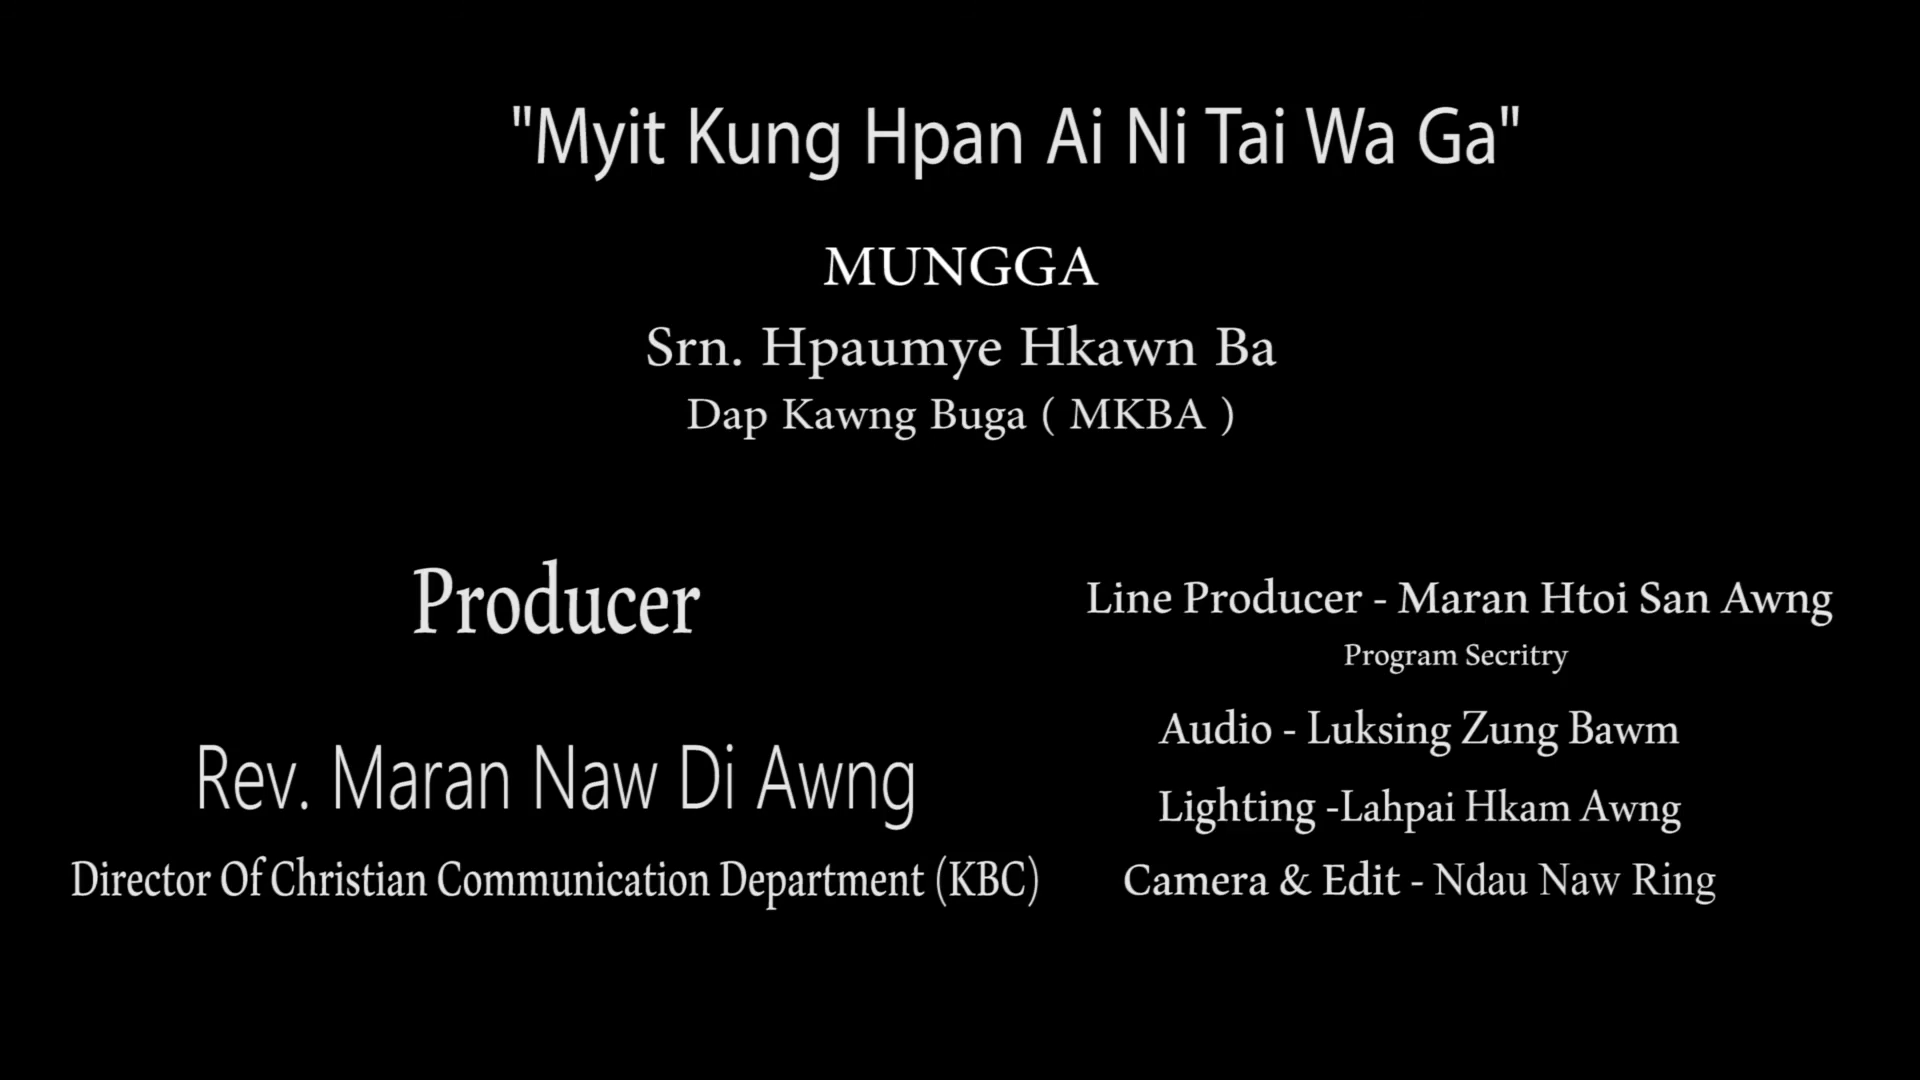 "Myit Kung Hpan Ai Ni Tai Wa Ga"
MUNGGA
Srn. Hpaumye Hkawn Ba
Dap Kawng Buga ( MKBA )
Producer
Rev. Maran Naw Di Awng
Director Of Christian Communication Department (KBC)
Line Producer - Maran Htoi San Awng
Program Secritry
Audio - Luksing Zung Bawm
Lighting -Lahpai Hkam Awng
Camera & Edit - Ndau Naw Ring